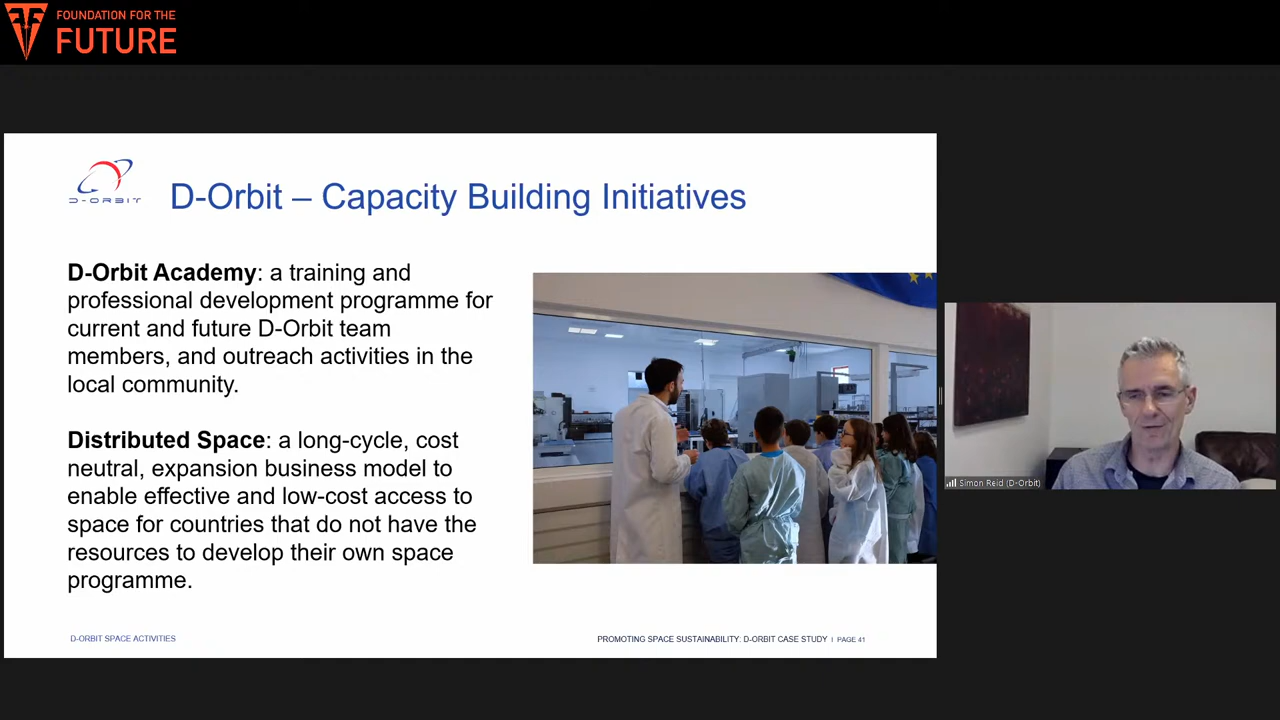 FOUNDATION FOR THE
FUTURE
D-ORBIT
D-Orbit – Capacity Building Initiatives
D-Orbit Academy: a training and
professional development programme for
current and future D-Orbit team
members, and outreach activities in the
local community.
Distributed Space: a long-cycle, cost
neutral, expansion business model to
enable effective and low-cost access to
space for countries that do not have the
resources to develop their own space
programme.
D-ORBIT SPACE ACTIVITIES
PROMOTING SPACE SUSTAINABILITY: D-ORBIT CASE STUDY I PAGE 41
Simon Reid (D-Orbit)